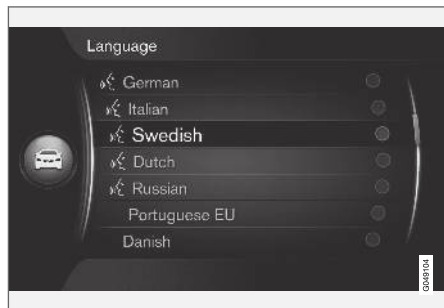 Language
German
Italian
Swedish
Dutch
Russian
Portuguese EU
Danish
G049104